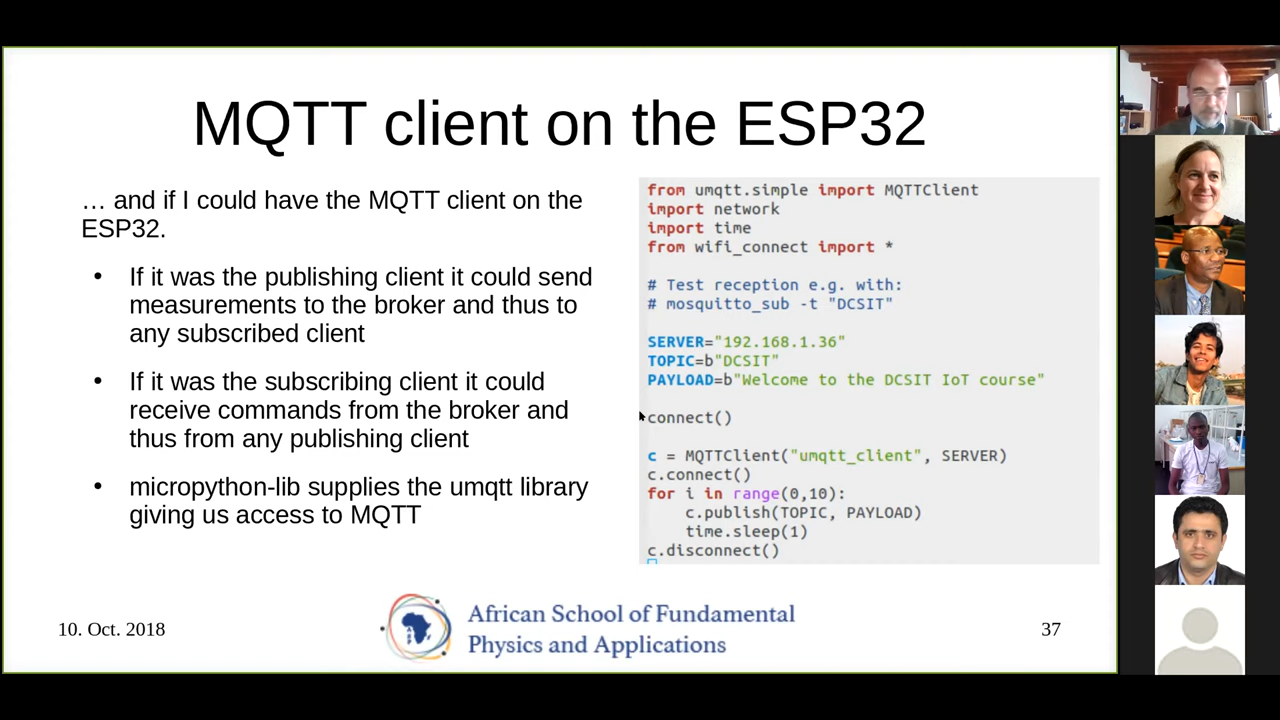 MQTT client on the ESP32
… and if I could have the MQTT client on the
ESP32.
• If it was the publishing client it could send
measurements to the broker and thus to
any subscribed client
• If it was the subscribing client it could
receive commands from the broker and
thus from any publishing client
• micropython-lib supplies the umqtt library
giving us access to MQTT
from umqtt.simple import MQTTClient
import network
import time
from wifi_connect import *

# Test reception e.g. with:
# mosquitto_sub -t "DCSIT"

SERVER="192.168.1.36"
TOPIC=b"DCSIT"
PAYLOAD=b"Welcome to the DCSIT IoT course"

connect()

c = MQTTClient("umqtt_client", SERVER)
c.connect()
for i in range(0,10):
    c.publish(TOPIC, PAYLOAD)
    time.sleep(1)
c.disconnect()
10. Oct. 2018
African School of Fundamental
Physics and Applications
37